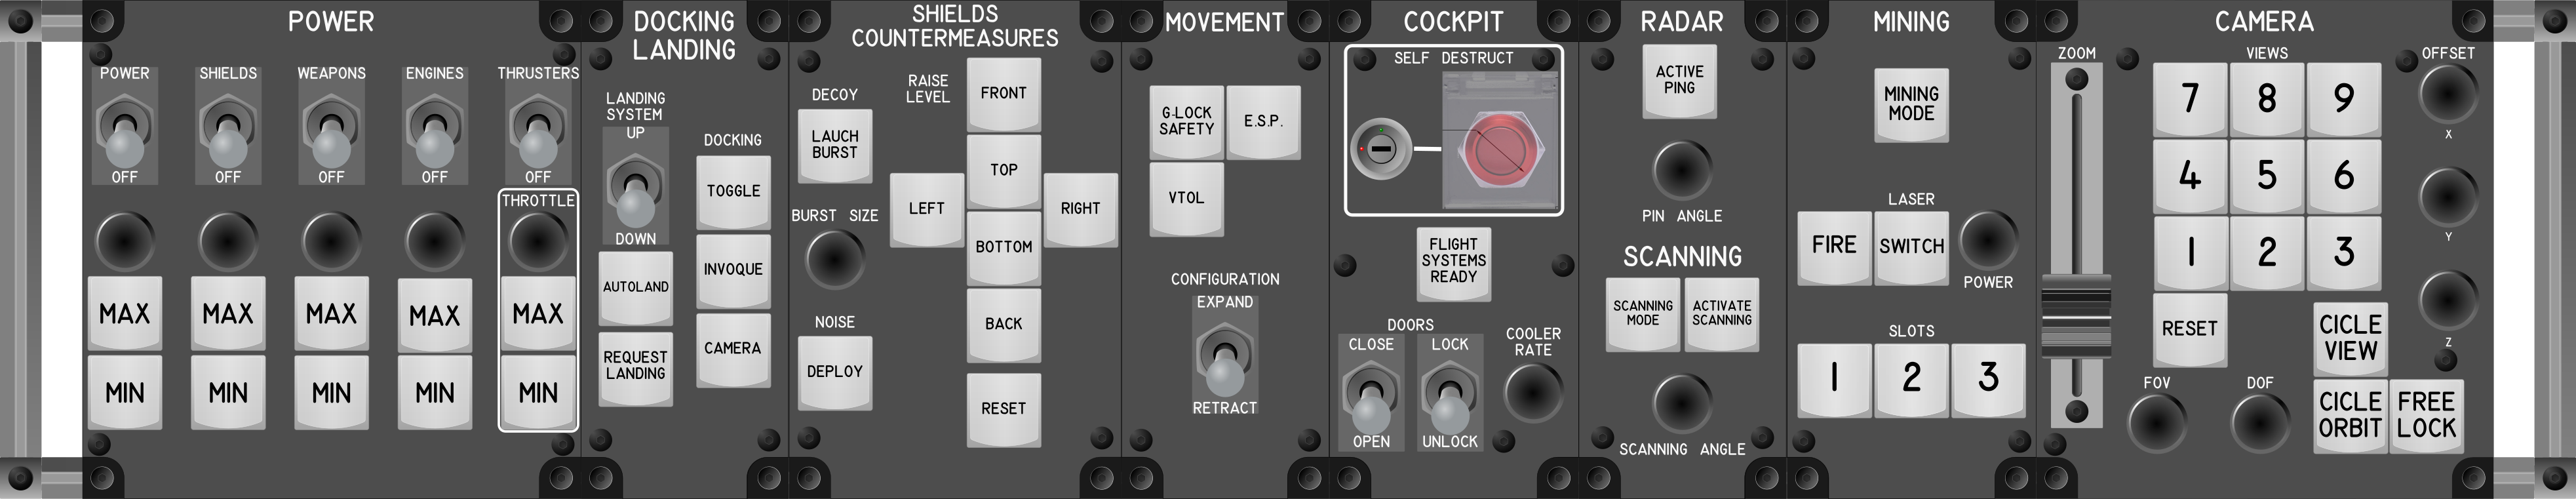 POWER
POWER
OFF
SHIELDS
OFF
WEAPONS
OFF
ENGINES
OFF
THRUSTERS
OFF
THROTTLE
MAX
MAX
MAX
MAX
MAX
MIN
MIN
MIN
MIN
MIN
DOCKING
LANDING
LANDING
SYSTEM
UP
DOWN
AUTOLAND
REQUEST
LANDING
DOCKING
TOGGLE
INVOQUE
CAMERA
SHIELDS
COUNTERMEASURES
DECOY
LAUCH
BURST
BURST SIZE
NOISE
DEPLOY
RAISE
LEVEL
FRONT
TOP
LEFT
RIGHT
BOTTOM
BACK
RESET
MOVEMENT
G-LOCK
SAFETY
E.S.P.
VTOL
CONFIGURATION
EXPAND
RETRACT
COCKPIT
SELF DESTRUCT
FLIGHT
SYSTEMS
READY
DOORS
CLOSE
OPEN
LOCK
UNLOCK
COOLER
RATE
RADAR
ACTIVE
PING
PIN ANGLE
SCANNING
SCANNING
MODE
ACTIVATE
SCANNING
SCANNING ANGLE
MINING
MINING
MODE
LASER
FIRE
SWITCH
POWER
SLOTS
1
2
3
CAMERA
ZOOM
VIEWS
7
8
9
4
5
6
1
2
3
RESET
CICLE
VIEW
FOV
DOF
CICLE
ORBIT
FREE
LOCK
OFFSET
X
Y
Z